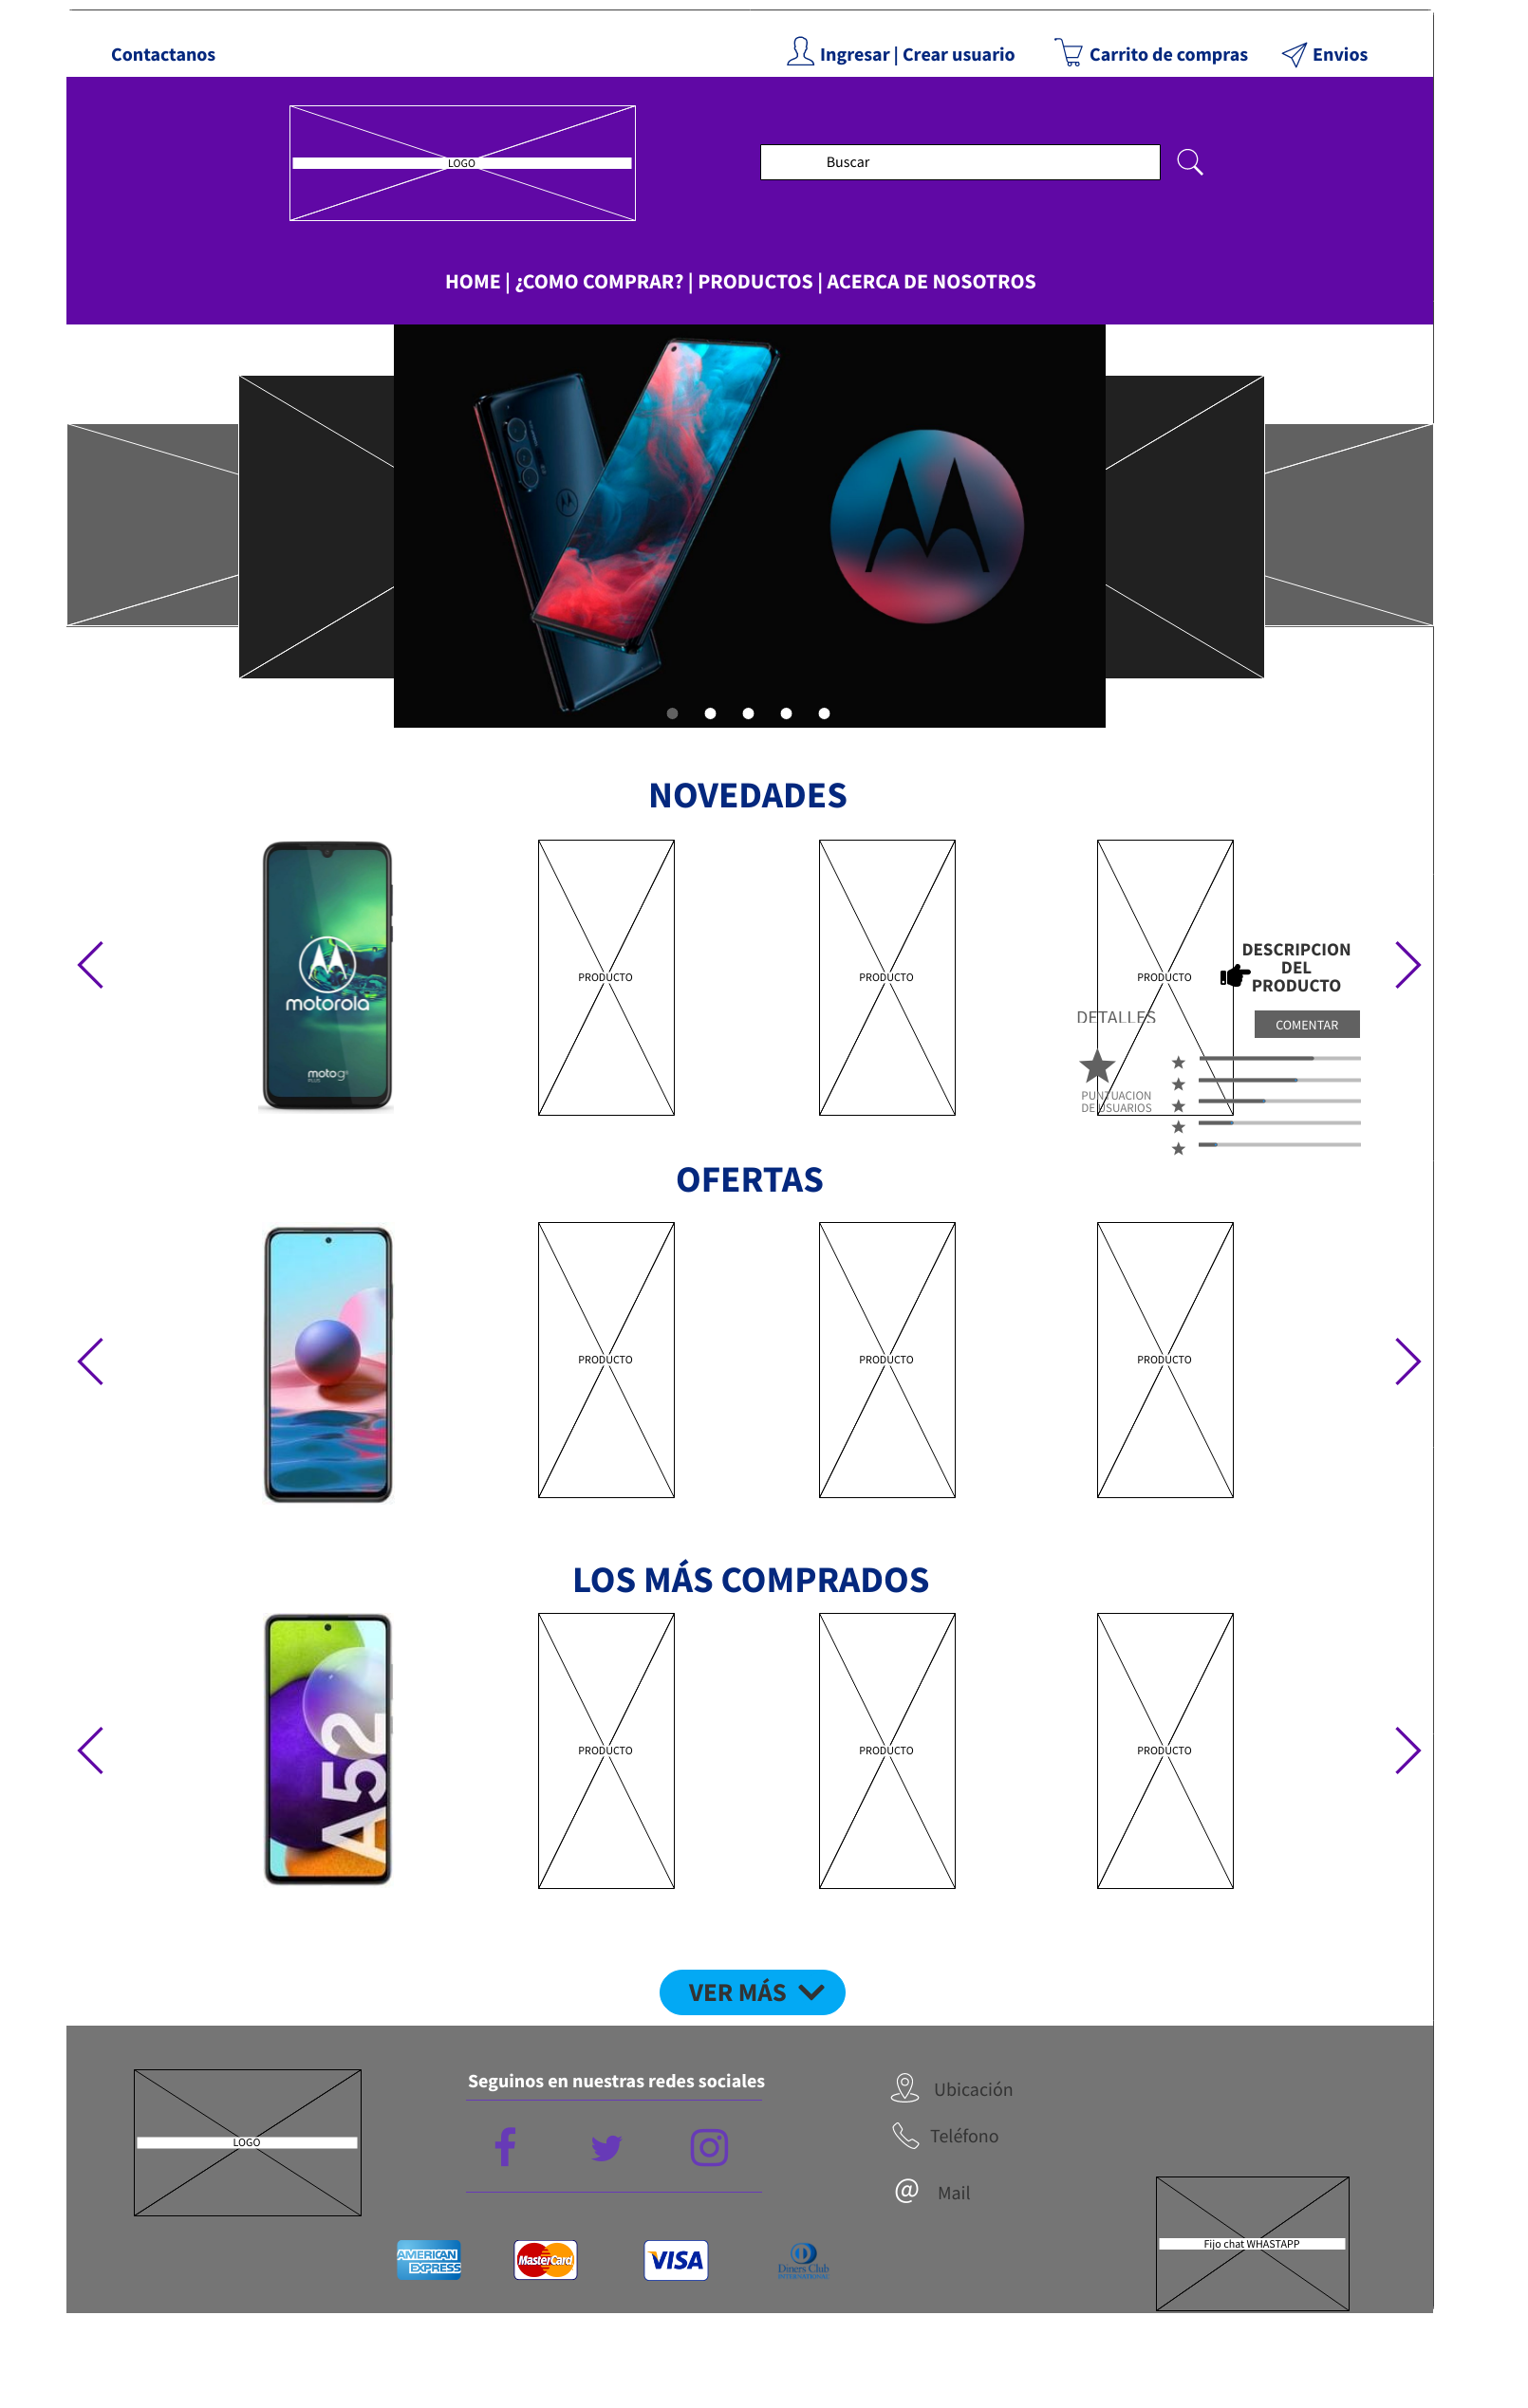 Contactanos
Ingresar | Crear usuario
Carrito de compras
Envios
LOGO
Buscar
HOME | ¿COMO COMPRAR? | PRODUCTOS | ACERCA DE NOSOTROS
NOVEDADES
motorola
moto g⁸
PLUS
PRODUCTO
PRODUCTO
PRODUCTO
DESCRIPCION
DEL
PRODUCTO
DETALLES
COMENTAR
PUNTUACION
DE USUARIOS
OFERTAS
PRODUCTO
PRODUCTO
PRODUCTO
LOS MÁS COMPRADOS
A52
PRODUCTO
PRODUCTO
PRODUCTO
VER MÁS
LOGO
Seguinos en nuestras redes sociales
Ubicación
Teléfono
@ Mail
AMERICAN
EXPRESS
MasterCard
VISA
Diners Club
INTERNATIONAL
Fijo chat WHASTAPP